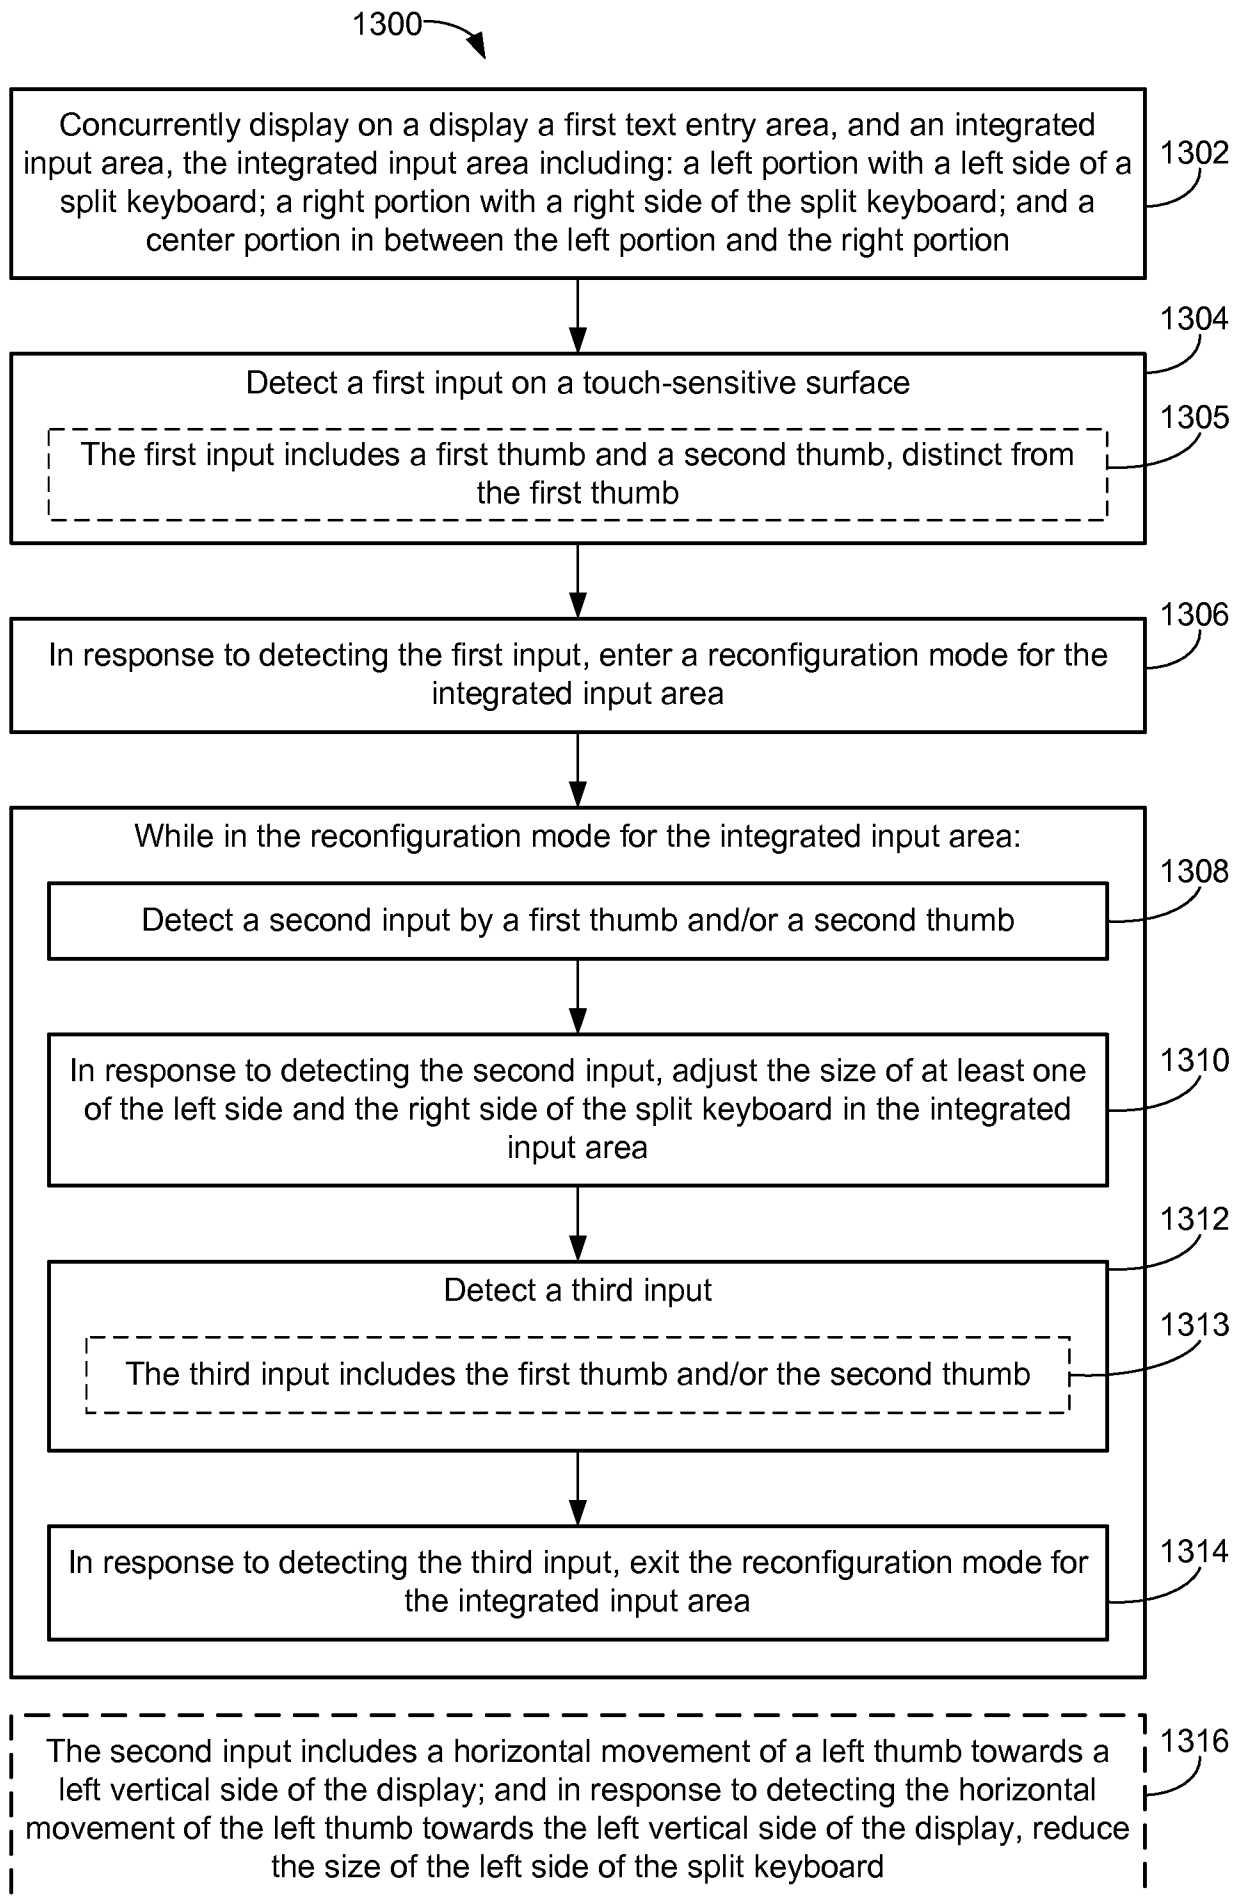 1300
Concurrently display on a display a first text entry area, and an integrated
input area, the integrated input area including: a left portion with a left side of a
split keyboard; a right portion with a right side of the split keyboard; and a
center portion in between the left portion and the right portion
1302
1304
Detect a first input on a touch-sensitive surface
1305
The first input includes a first thumb and a second thumb, distinct from
the first thumb
1306
In response to detecting the first input, enter a reconfiguration mode for the
integrated input area
While in the reconfiguration mode for the integrated input area:
1308
Detect a second input by a first thumb and/or a second thumb
1310
In response to detecting the second input, adjust the size of at least one
of the left side and the right side of the split keyboard in the integrated
input area
1312
Detect a third input
1313
The third input includes the first thumb and/or the second thumb
1314
In response to detecting the third input, exit the reconfiguration mode for
the integrated input area
1316
The second input includes a horizontal movement of a left thumb towards a
left vertical side of the display; and in response to detecting the horizontal
movement of the left thumb towards the left vertical side of the display, reduce
the size of the left side of the split keyboard